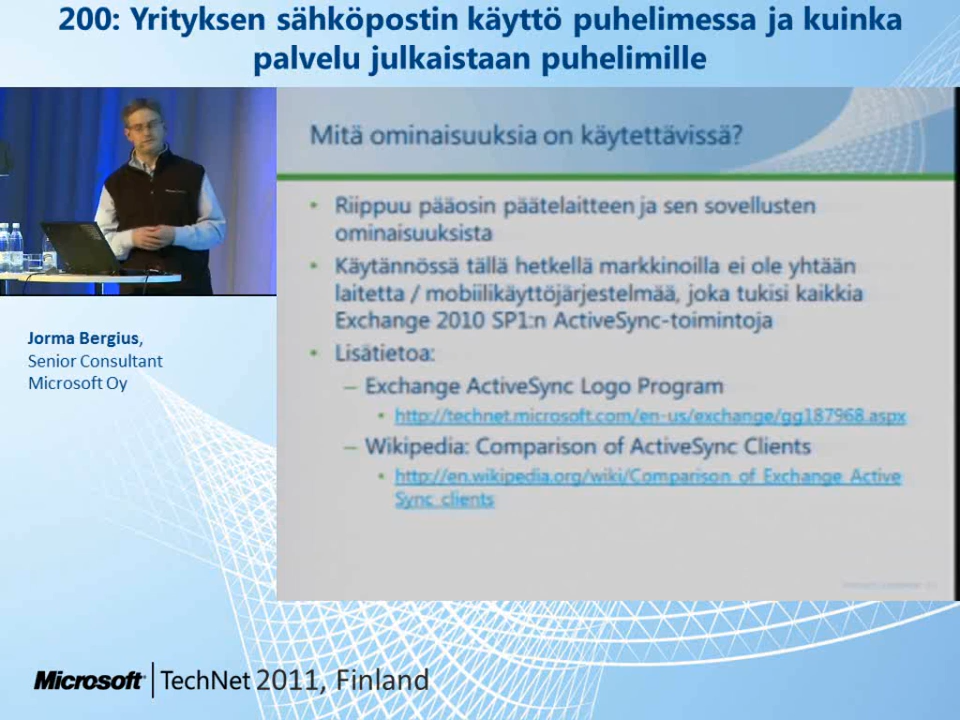 200: Yrityksen sähköpostin käyttö puhelimessa ja kuinka
palvelu julkaistaan puhelimille
Mitä ominaisuuksia on käytettävissä?
• Riippuu pääosin päätelaitteen ja sen sovellusten
ominaisuuksista
• Käytännössä tällä hetkellä markkinoilla ei ole yhtään
laitetta / mobiilikäyttöjärjestelmää, joka tukisi kaikkia
Exchange 2010 SP1:n ActiveSync-toimintoja
• Lisätietoa:
– Exchange ActiveSync Logo Program
• http://technet.microsoft.com/en-us/exchange/gg187968.aspx
– Wikipedia: Comparison of ActiveSync Clients
• http://en.wikipedia.org/wiki/Comparison_of_Exchange_Active
Sync_clients
Jorma Bergius,
Senior Consultant
Microsoft Oy
Microsoft | TechNet 2011, Finland